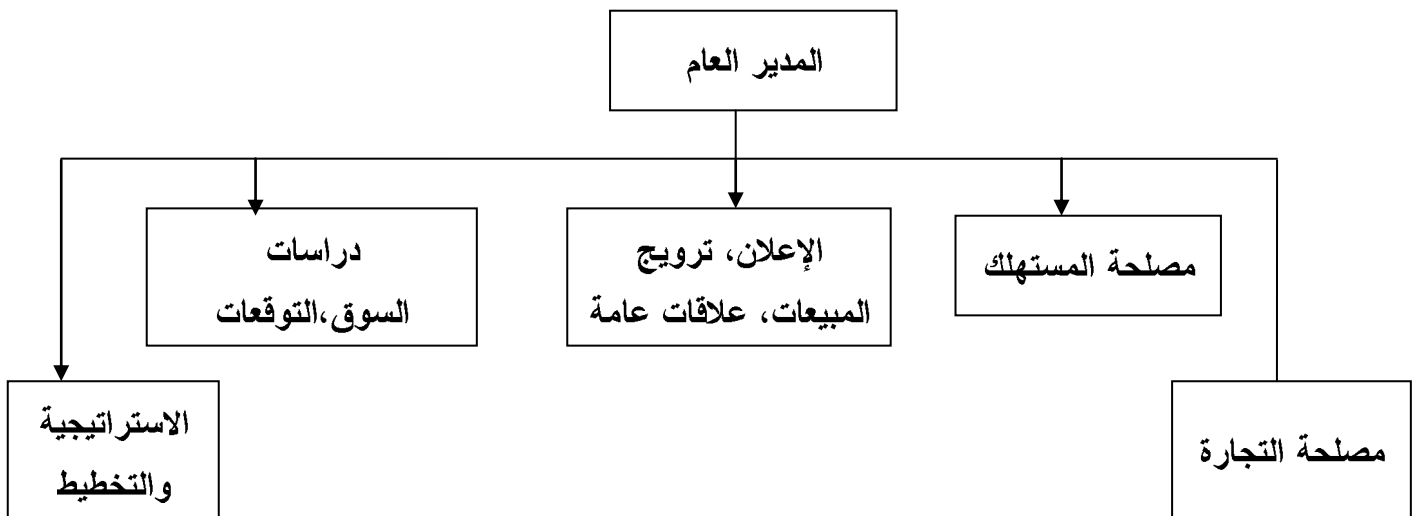 المدير العام
مصلحة المستهلك
الإعلان، ترويج
المبيعات، علاقات عامة
دراسات
السوق،التوقعات
مصلحة التجارة
الاستراتيجية
والتخطيط